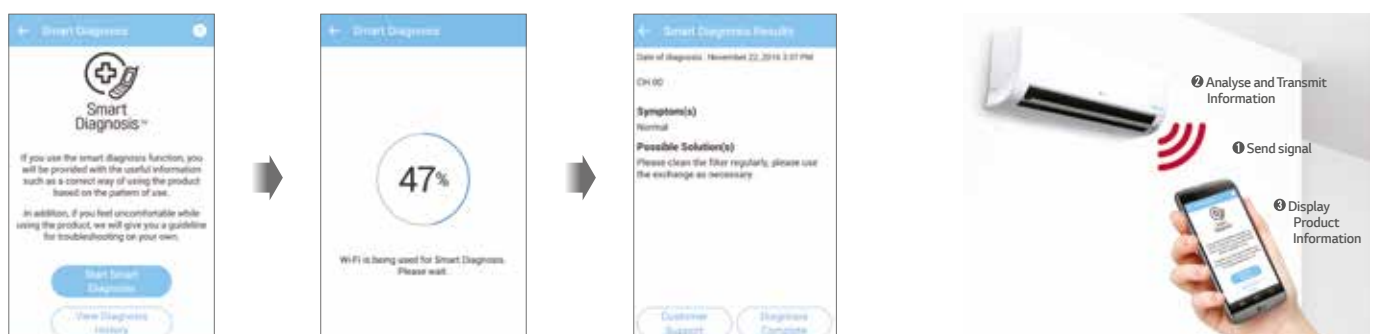 Smart Diagnosis
Smart
Diagnosis™
If you use the smart diagnosis function, you
will be provided with the useful information
such as a correct way of using the product
based on the pattern of use.
In addition, if you feel uncomfortable while
using the product, we will give you a guideline
for troubleshooting on your own.
Start Smart
Diagnosis
View Diagnosis
History
Smart Diagnosis
47%
Wi-Fi is being used for Smart Diagnosis.
Please wait.
Smart Diagnosis Results
Date of diagnosis : November 22, 2016 3:07 PM
CH 00
Symptom(s)
Normal
Possible Solution(s)
Please clean the filter regularly, please use
the exchange as necessary
Customer
Support
Diagnosis
Complete
❷ Analyse and Transmit
Information
❶ Send signal
❸ Display
Product
Information